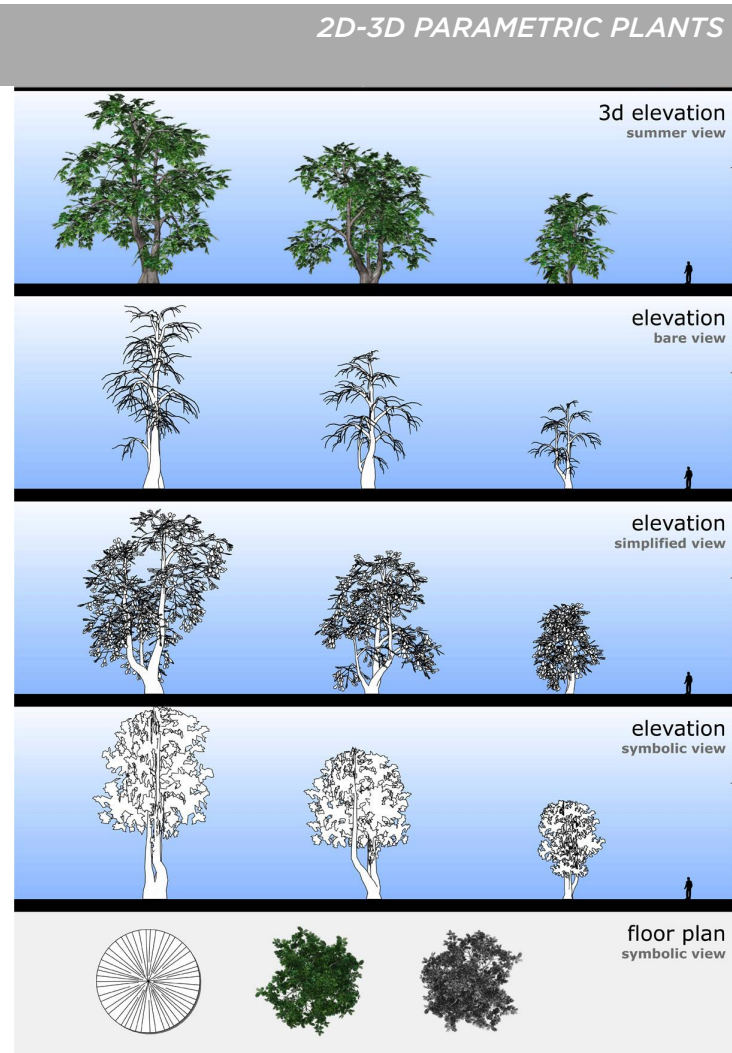 2D-3D PARAMETRIC PLANTS
3d elevation
summer view
elevation
bare view
elevation
simplified view
elevation
symbolic view
floor plan
symbolic view